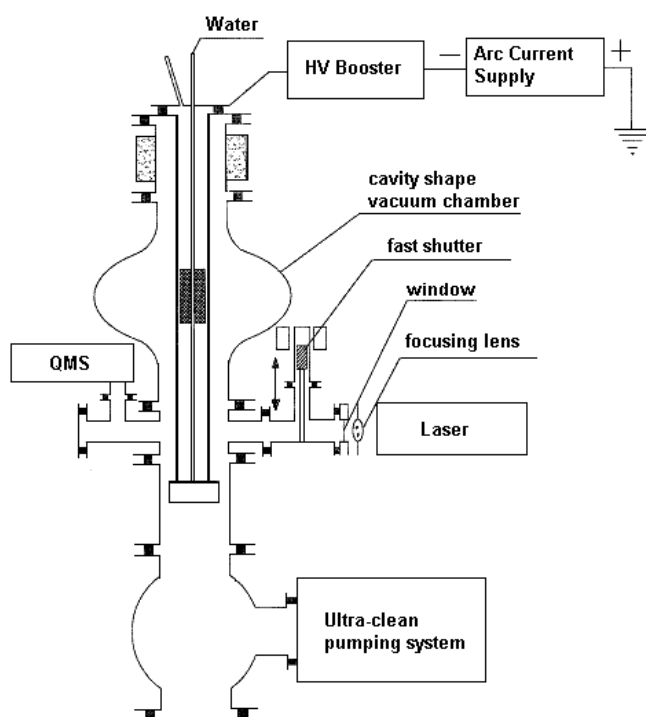 Water
HV Booster
−
Arc Current
Supply
+
cavity shape
vacuum chamber
fast shutter
window
focusing lens
QMS
Laser
Ultra-clean
pumping system